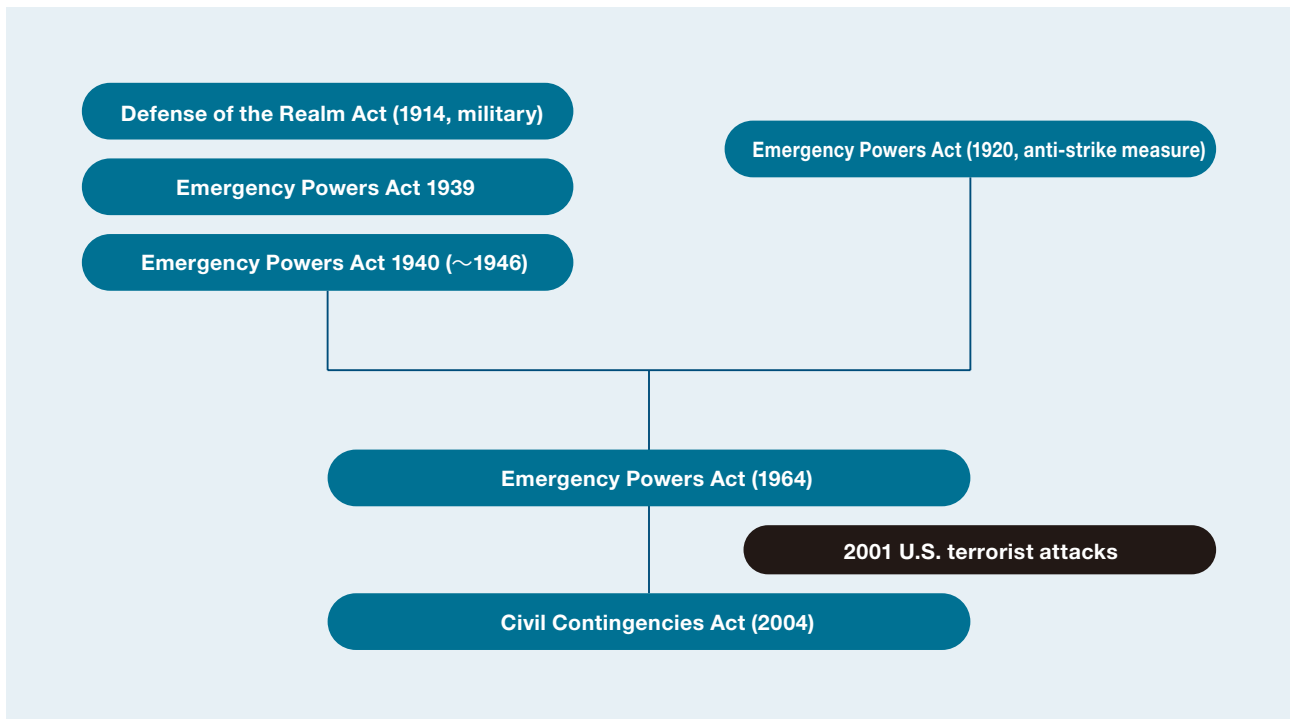 Defense of the Realm Act (1914, military)
Emergency Powers Act 1939
Emergency Powers Act 1940 (～1946)
Emergency Powers Act (1920, anti-strike measure)
Emergency Powers Act (1964)
2001 U.S. terrorist attacks
Civil Contingencies Act (2004)